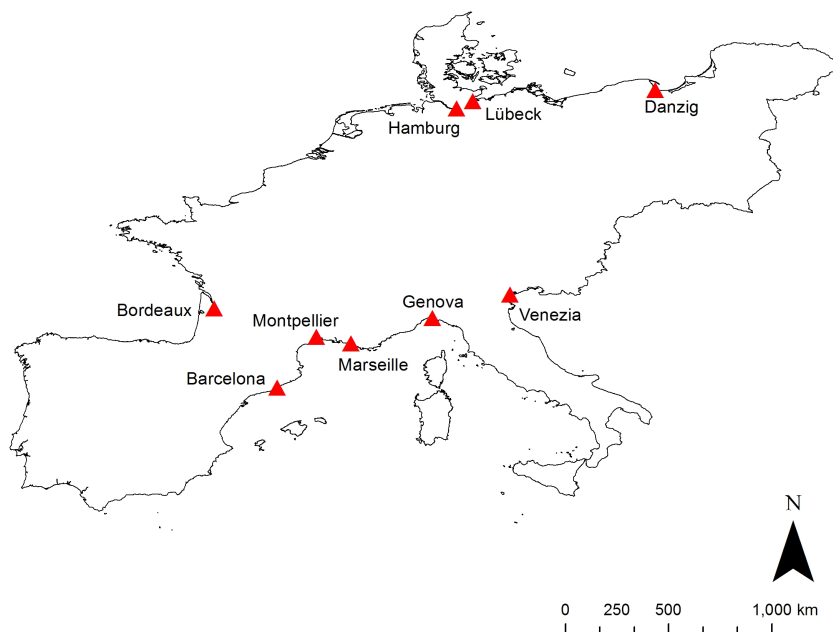 Danzig
Lübeck
Hamburg
Genova
Venezia
Bordeaux
Montpellier
Marseille
Barcelona
N
0 250 500 1,000 km